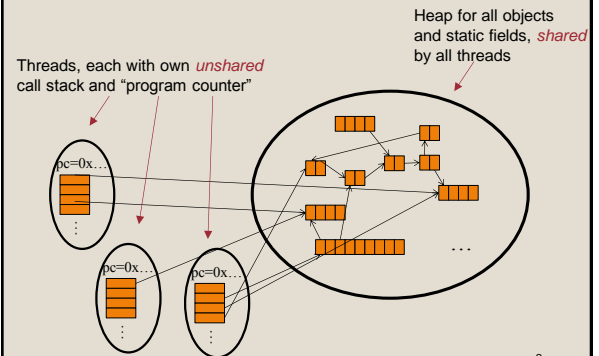 Heap for all objects
and static fields, shared
by all threads
Threads, each with own unshared
call stack and “program counter”
pc=0x…
pc=0x…
pc=0x…
⋮
⋮
⋮
…